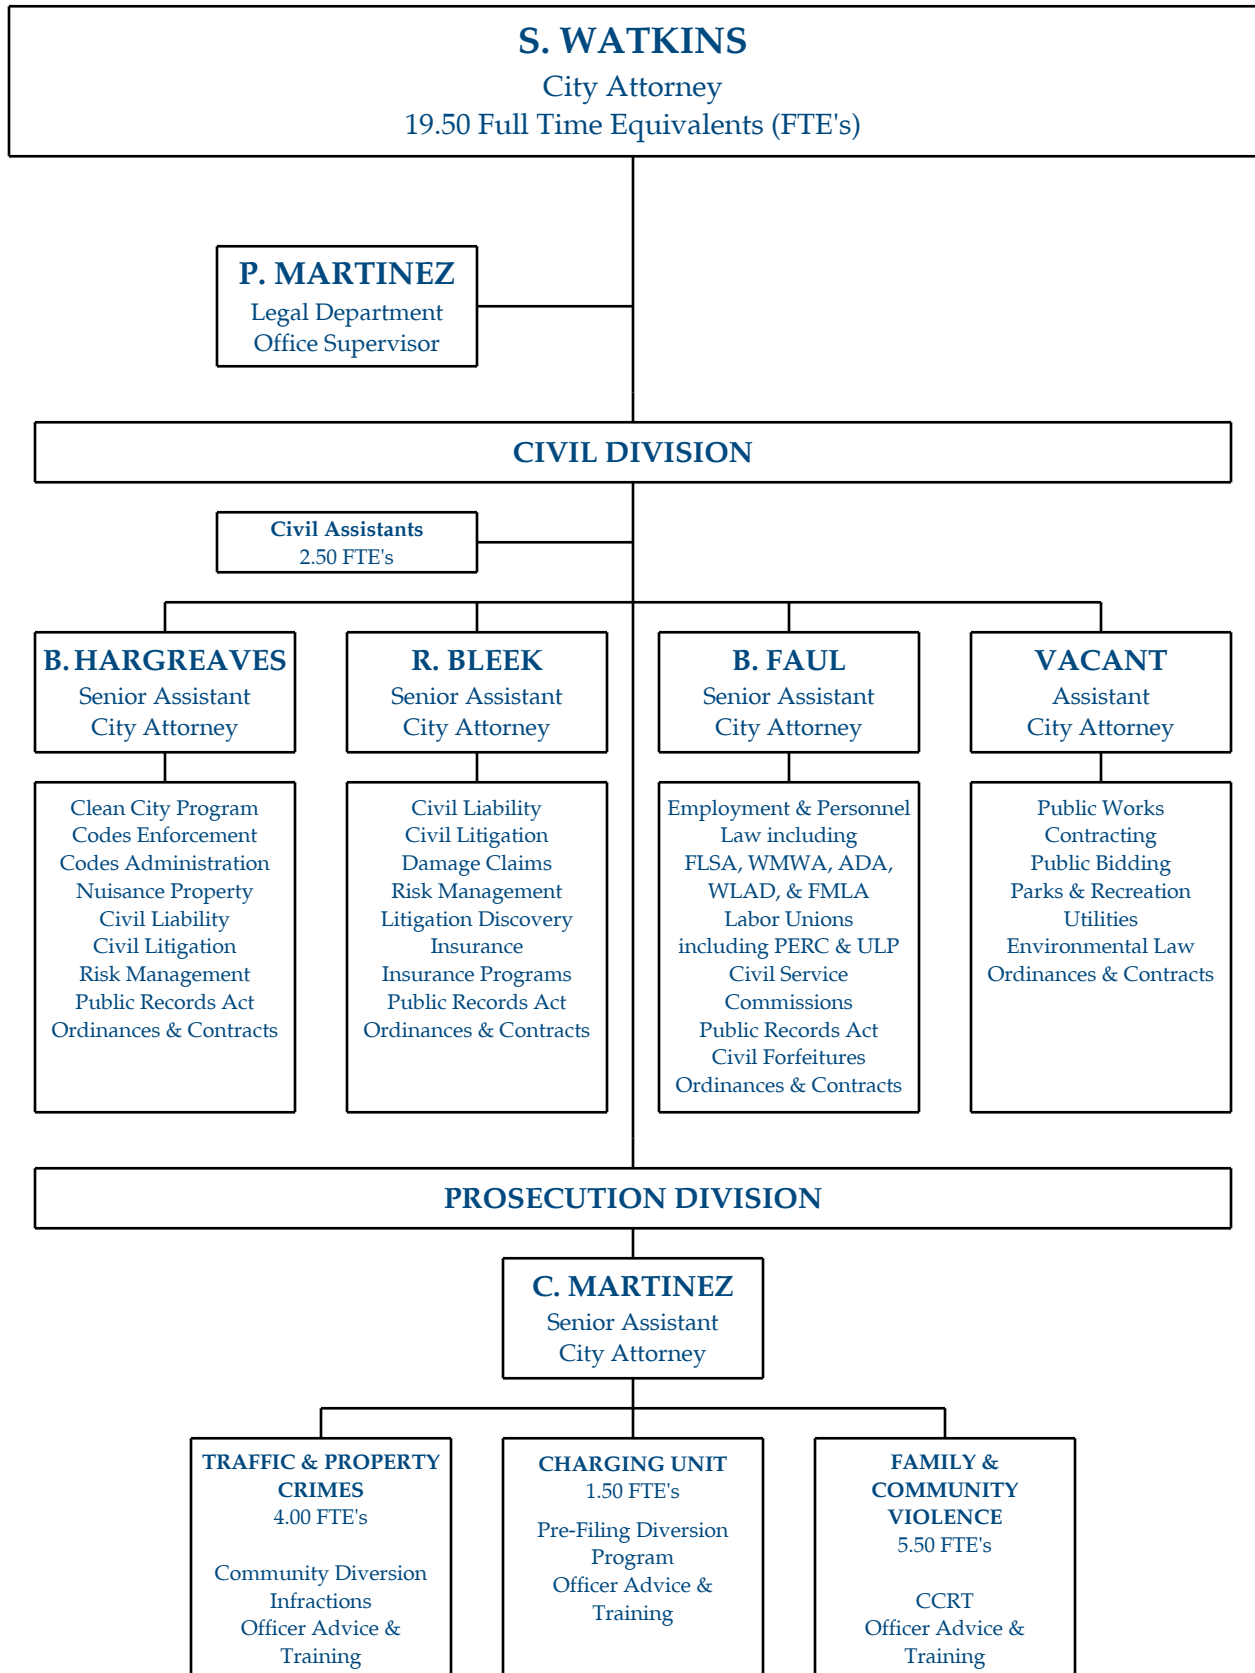 S. WATKINS
City Attorney
19.50 Full Time Equivalents (FTE's)
P. MARTINEZ
Legal Department
Office Supervisor
CIVIL DIVISION
Civil Assistants
2.50 FTE's
B. HARGREAVES
Senior Assistant
City Attorney
R. BLEEK
Senior Assistant
City Attorney
B. FAUL
Senior Assistant
City Attorney
VACANT
Assistant
City Attorney
Clean City Program
Codes Enforcement
Codes Administration
Nuisance Property
Civil Liability
Civil Litigation
Risk Management
Public Records Act
Ordinances & Contracts
Civil Liability
Civil Litigation
Damage Claims
Risk Management
Litigation Discovery
Insurance
Insurance Programs
Public Records Act
Ordinances & Contracts
Employment & Personnel
Law including
FLSA, WMWA, ADA,
WLAD, & FMLA
Labor Unions
including PERC & ULP
Civil Service
Commissions
Public Records Act
Civil Forfeitures
Ordinances & Contracts
Public Works
Contracting
Public Bidding
Parks & Recreation
Utilities
Environmental Law
Ordinances & Contracts
PROSECUTION DIVISION
C. MARTINEZ
Senior Assistant
City Attorney
TRAFFIC & PROPERTY
CRIMES
4.00 FTE's
Community Diversion
Infractions
Officer Advice &
Training
CHARGING UNIT
1.50 FTE's
Pre-Filing Diversion
Program
Officer Advice &
Training
FAMILY &
COMMUNITY
VIOLENCE
5.50 FTE's
CCRT
Officer Advice &
Training